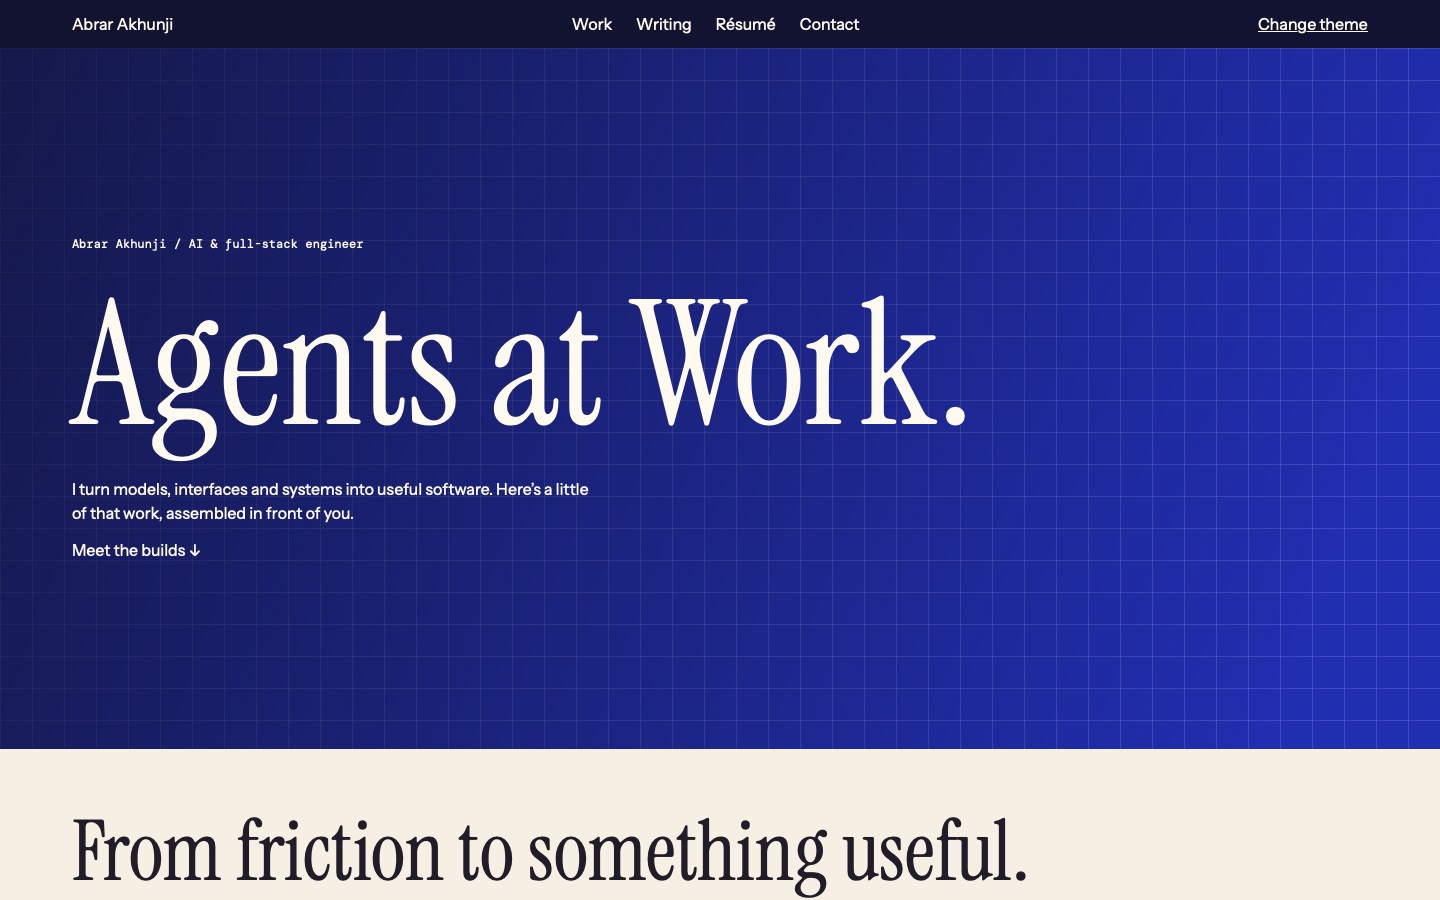 Abrar Akhunji
Work Writing Résumé Contact
Change theme
Abrar Akhunji / AI & full-stack engineer
Agents at Work.
I turn models, interfaces and systems into useful software. Here’s a little
of that work, assembled in front of you.
Meet the builds ↓
From friction to something useful.